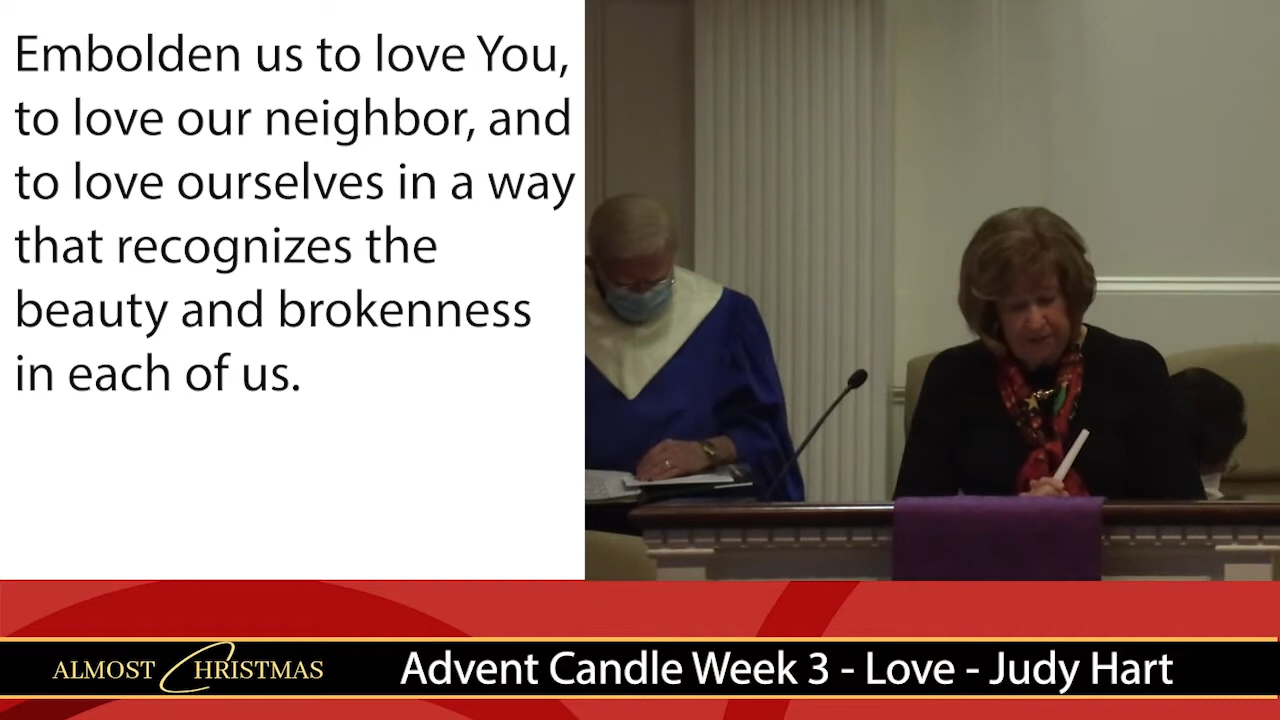 Embolden us to love You,
to love our neighbor, and
to love ourselves in a way
that recognizes the
beauty and brokenness
in each of us.
ALMOST CHRISTMAS
Advent Candle Week 3 - Love - Judy Hart